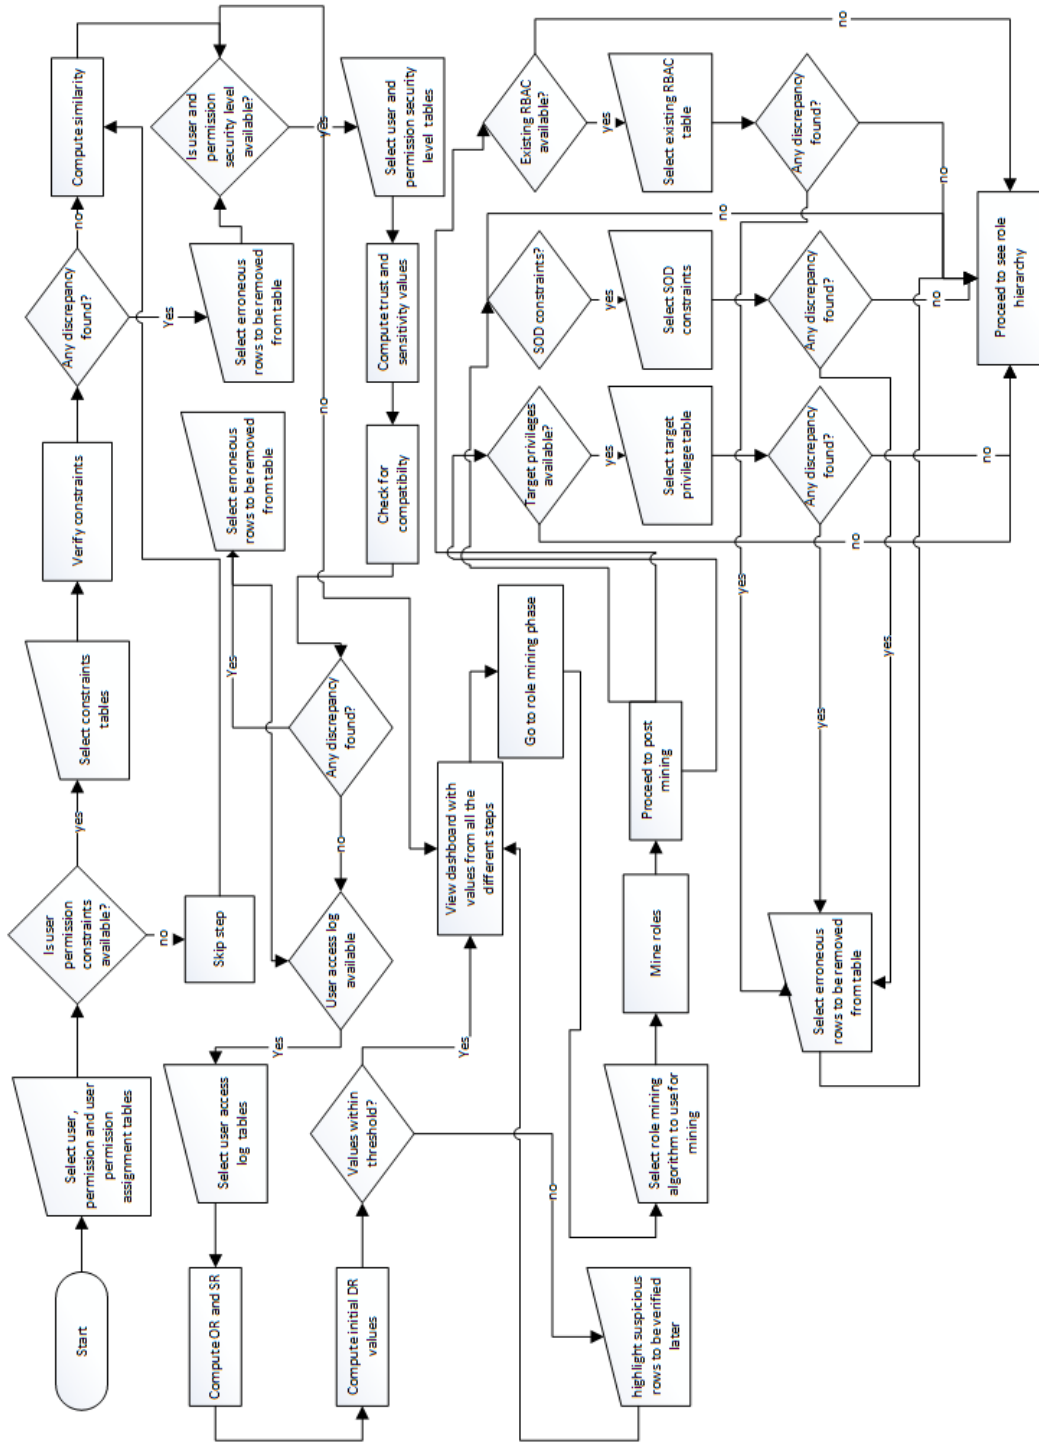 Start
Select user,
permission and user
permission
assignment tables
Is user
permission
constraints
available?
yes
no
Skip step
Select constraints
tables
Verify constraints
Any discrepancy
found?
no
Yes
Compute similarity
Select erroneous
rows to be removed
from table
Is user and
permission
security level
available?
yes
no
yes
Select user and
permission security
level tables
Compute trust and
sensitivity values
Check for
compatibilty
Any discrepancy
found?
Yes
no
Select erroneous
rows to be removed
from table
User access log
available
Yes
Select user access
log tables
Compute OR and SR
Compute initial DR
values
Values within
threshold?
Yes
no
highlight suspicious
rows to be verified
later
View dashboard with
values from all the
different steps
Go to role mining phase
Select role mining
algorithm to use for
mining
Mine roles
Proceed to post
mining
Target privileges
available?
yes
no
Select target
privilege table
Any discrepancy
found?
yes
no
SOD constraints?
yes
no
Select SOD
constraints
Any discrepancy
found?
yes
no
Existing RBAC
available?
yes
no
Select existing RBAC
table
Any discrepancy
found?
yes
no
Select erroneous
rows to be removed
from table
Proceed to see role
hierarchy